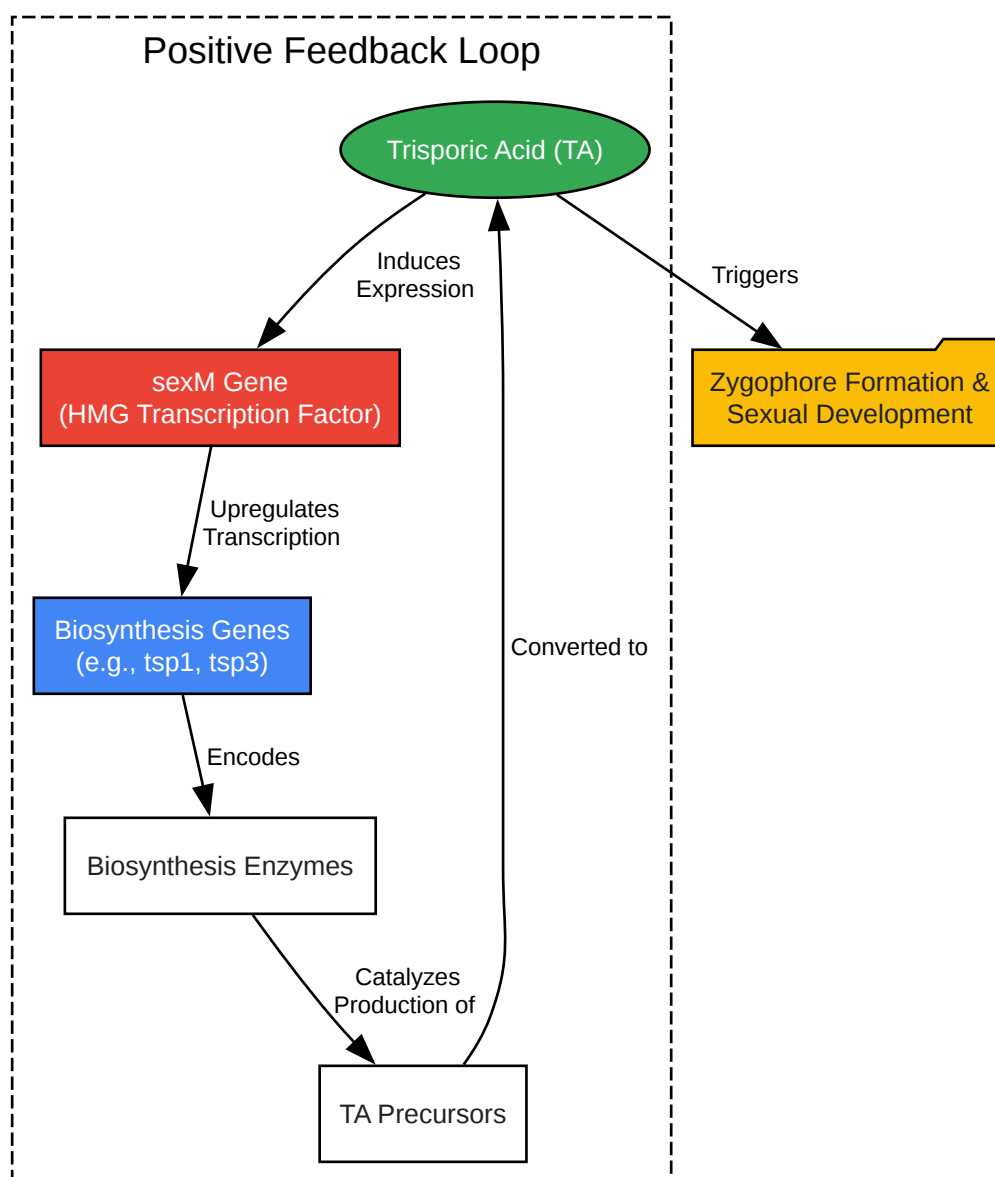 Positive Feedback Loop
Trisporic Acid (TA)
Induces
Expression
Triggers
sexM Gene
(HMG Transcription Factor)
Zygophore Formation &
Sexual Development
Upregulates
Transcription
Biosynthesis Genes
(e.g., tsp1, tsp3)
Converted to
Encodes
Biosynthesis Enzymes
Catalyzes
Production of
TA Precursors